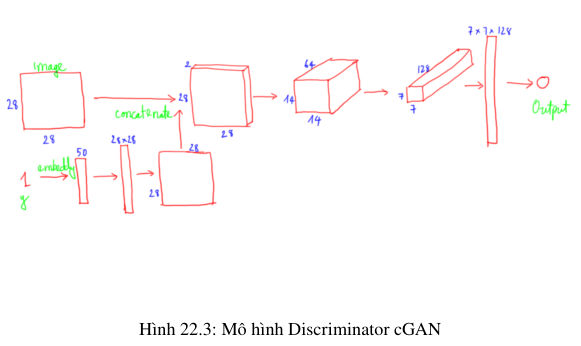 image
28
28
concatenate
2
28
28
64
14
14
128
7
7
7×7×128
Output
1
y
embedding
50
28×28
28
28
Hình 22.3: Mô hình Discriminator cGAN